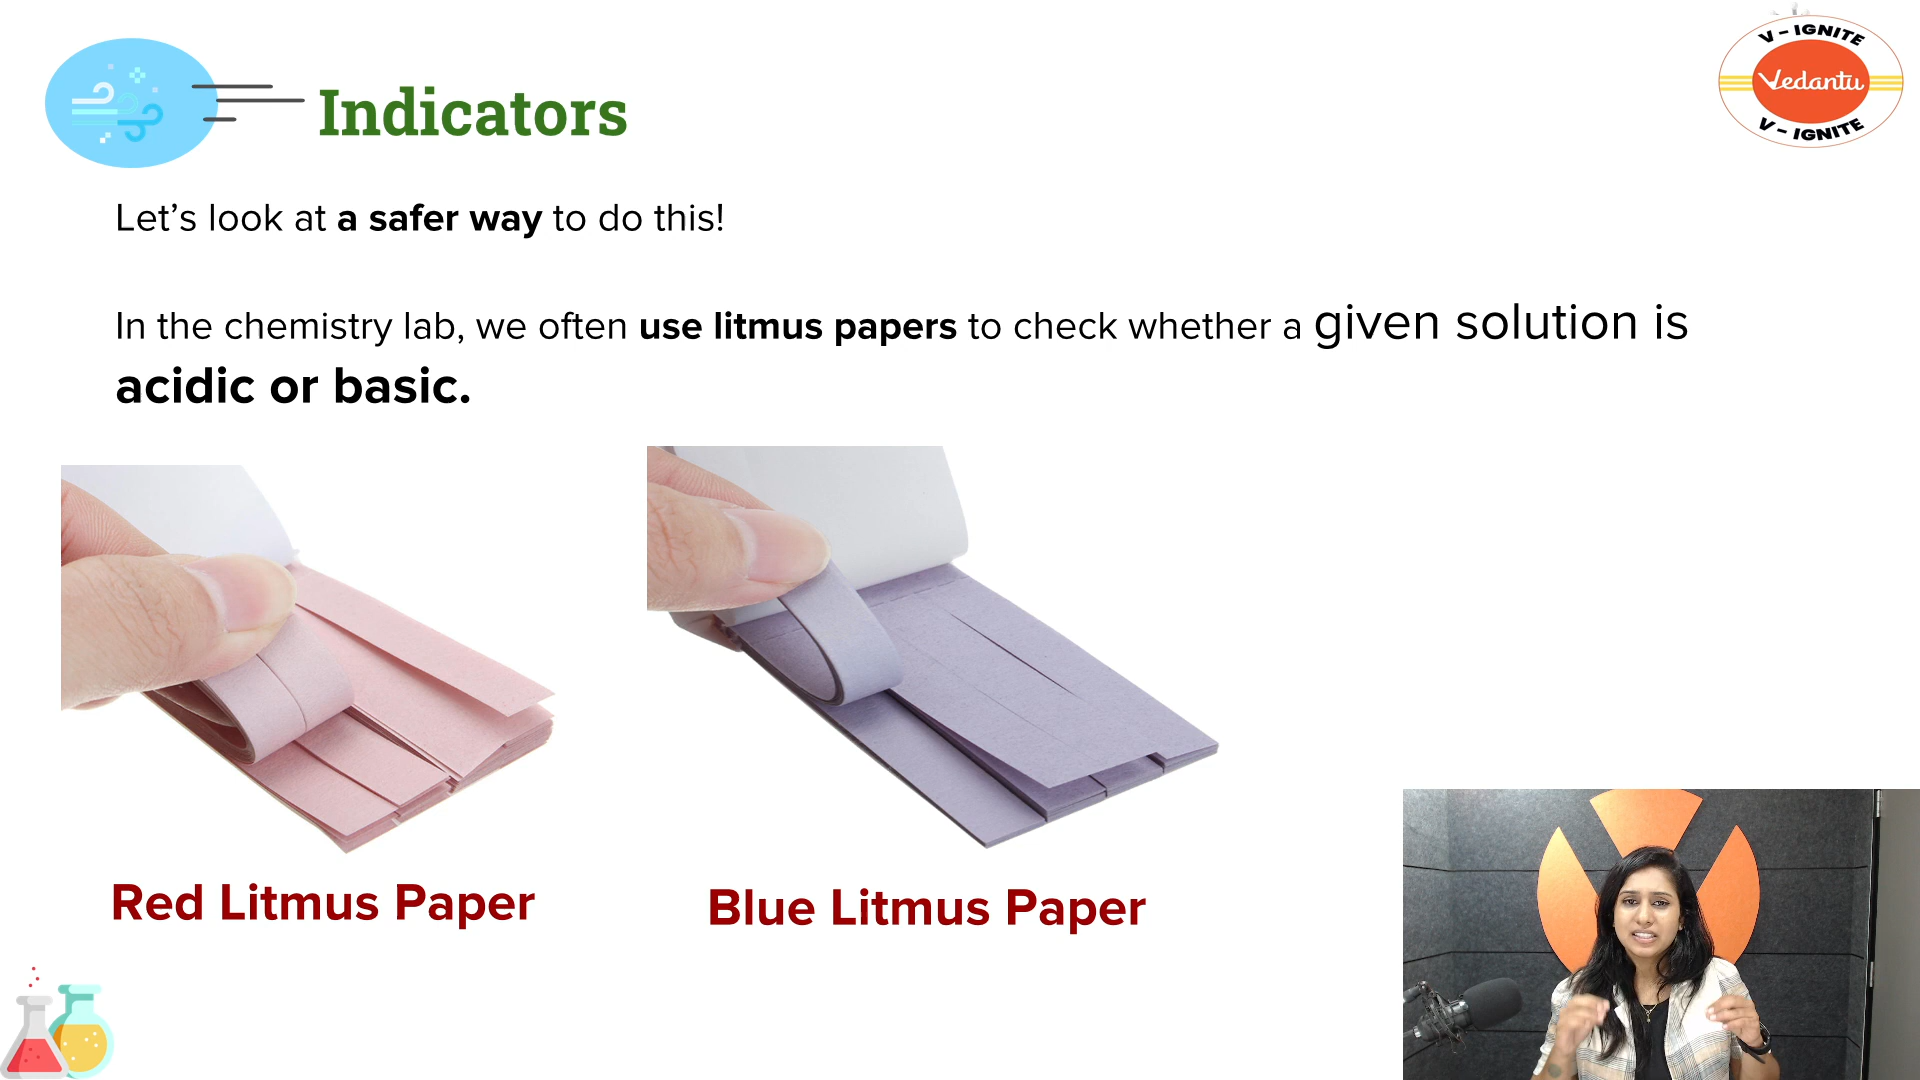 V - IGNITE
Vedantu
V - IGNITE
Indicators
Let’s look at a safer way to do this!
In the chemistry lab, we often use litmus papers to check whether a given solution is
acidic or basic.
Red Litmus Paper
Blue Litmus Paper